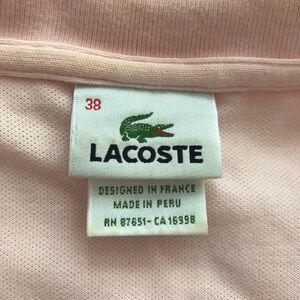 38
LACOSTE
DESIGNED IN FRANCE
MADE IN PERU
RN 87651-CA 16998